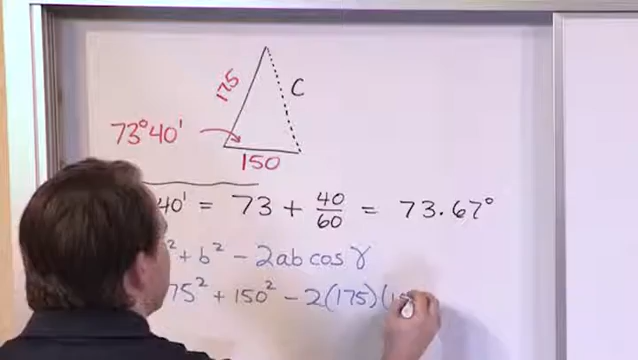 175
C
73°40'
150
40' = 73 + 40/60 = 73.67°
² + b² - 2ab cos γ
75² + 150² - 2(175)(1